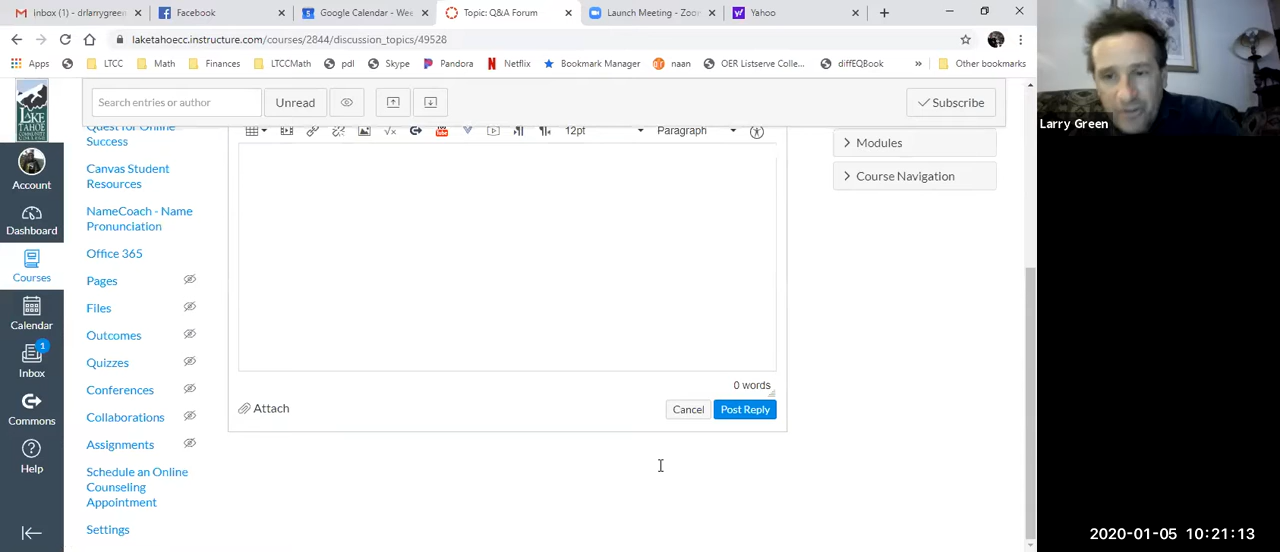 inbox (1) - drlarrygreen
Facebook
Google Calendar - Wee
Topic: Q&A Forum
Launch Meeting - Zoom
Yahoo
laketahoecc.instructure.com/courses/2844/discussion_topics/49528
Apps
LTCC
Math
Finances
LTCCMath
pdl
Skype
Pandora
Netflix
Bookmark Manager
naan
OER Listserve Colle...
diffEQBook
Other bookmarks
Search entries or author
Unread
Subscribe
LAKE
TAHOE
Quest for Online
Success
12pt
Paragraph
Modules
Course Navigation
Account
Dashboard
Courses
Calendar
1
Inbox
Commons
Help
Canvas Student
Resources
NameCoach - Name
Pronunciation
Office 365
Pages
Files
Outcomes
Quizzes
Conferences
Collaborations
Assignments
Schedule an Online
Counseling
Appointment
Settings
0 words
Attach
Cancel
Post Reply
Larry Green
2020-01-05 10:21:13